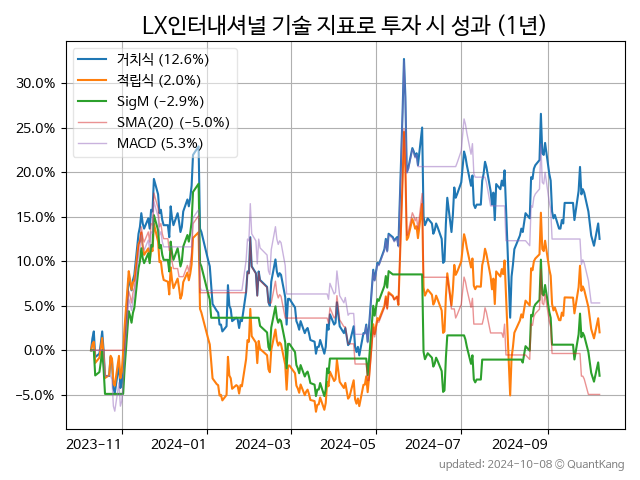 LX인터내셔널 기술 지표로 투자 시 성과 (1년)
거치식 (12.6%)
적립식 (2.0%)
SigM (−2.9%)
SMA(20) (−5.0%)
MACD (5.3%)
30.0%
25.0%
20.0%
15.0%
10.0%
5.0%
0.0%
−5.0%
2023-11 2024-01 2024-03 2024-05 2024-07 2024-09
updated: 2024-10-08 © QuantKang